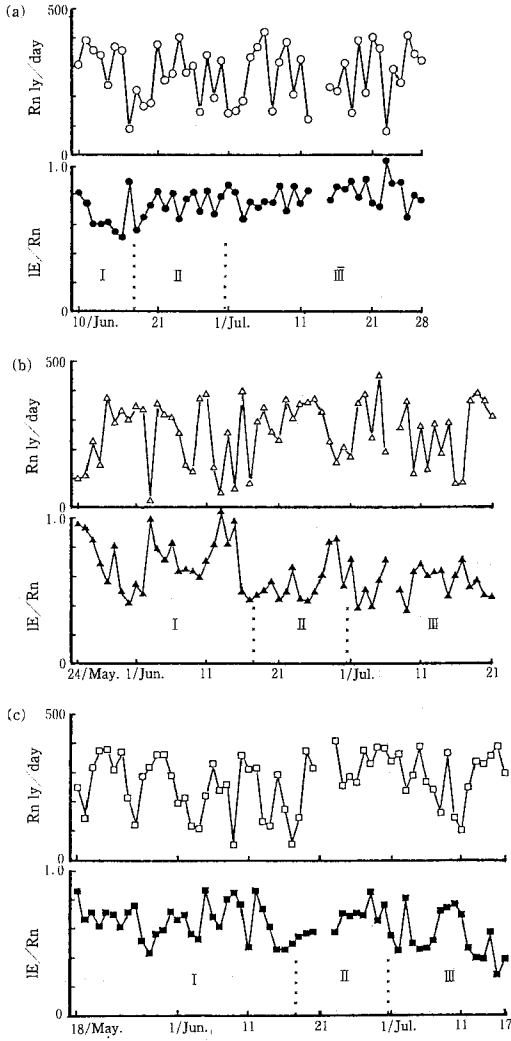 (a)
500
Rn ly/day
0
1.0
lE/Rn
I II III
0
10/Jun. 21 1/Jul. 11 21 28
(b)
500
Rn ly/day
0
1.0
lE/Rn
I II III
0
24/May. 1/Jun. 11 21 1/Jul. 11 21
(c)
500
Rn ly/day
0
1.0
lE/Rn
I II III
0
18/May. 1/Jun. 11 21 1/Jul. 11 17